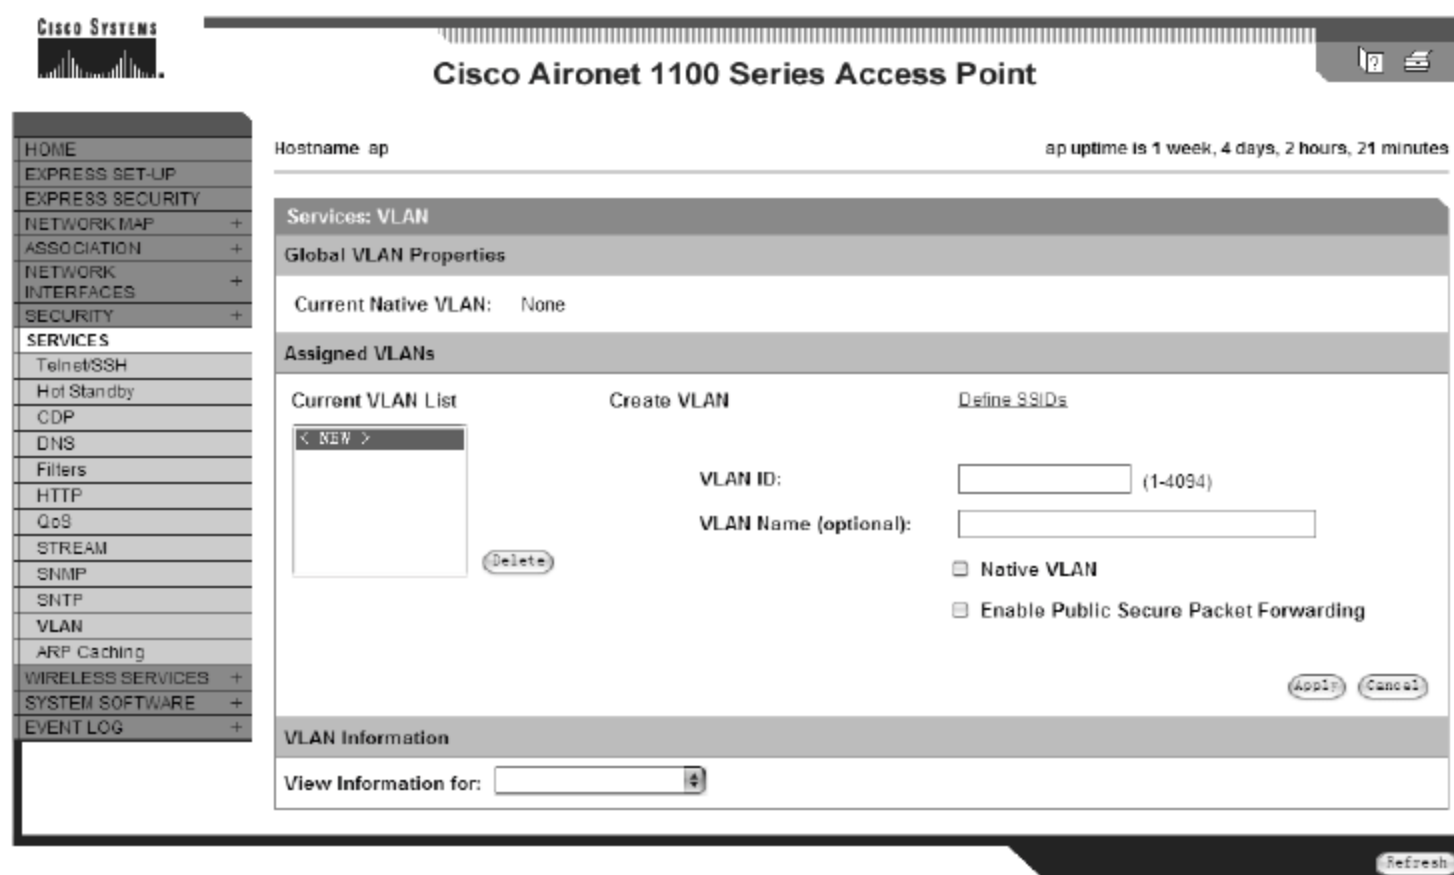 CISCO SYSTEMS
Cisco Aironet 1100 Series Access Point
HOME
EXPRESS SET-UP
EXPRESS SECURITY
NETWORK MAP +
ASSOCIATION +
NETWORK INTERFACES +
SECURITY +
SERVICES
Telnet/SSH
Hot Standby
CDP
DNS
Filters
HTTP
QoS
STREAM
SNMP
SNTP
VLAN
ARP Caching
WIRELESS SERVICES +
SYSTEM SOFTWARE +
EVENT LOG +
Hostname ap
ap uptime is 1 week, 4 days, 2 hours, 21 minutes
Services: VLAN
Global VLAN Properties
Current Native VLAN: None
Assigned VLANs
Current VLAN List
Create VLAN
Define SSIDs
< NEW >
VLAN ID: (1-4094)
VLAN Name (optional):
Delete
Native VLAN
Enable Public Secure Packet Forwarding
Apply Cancel
VLAN Information
View Information for:
Refresh